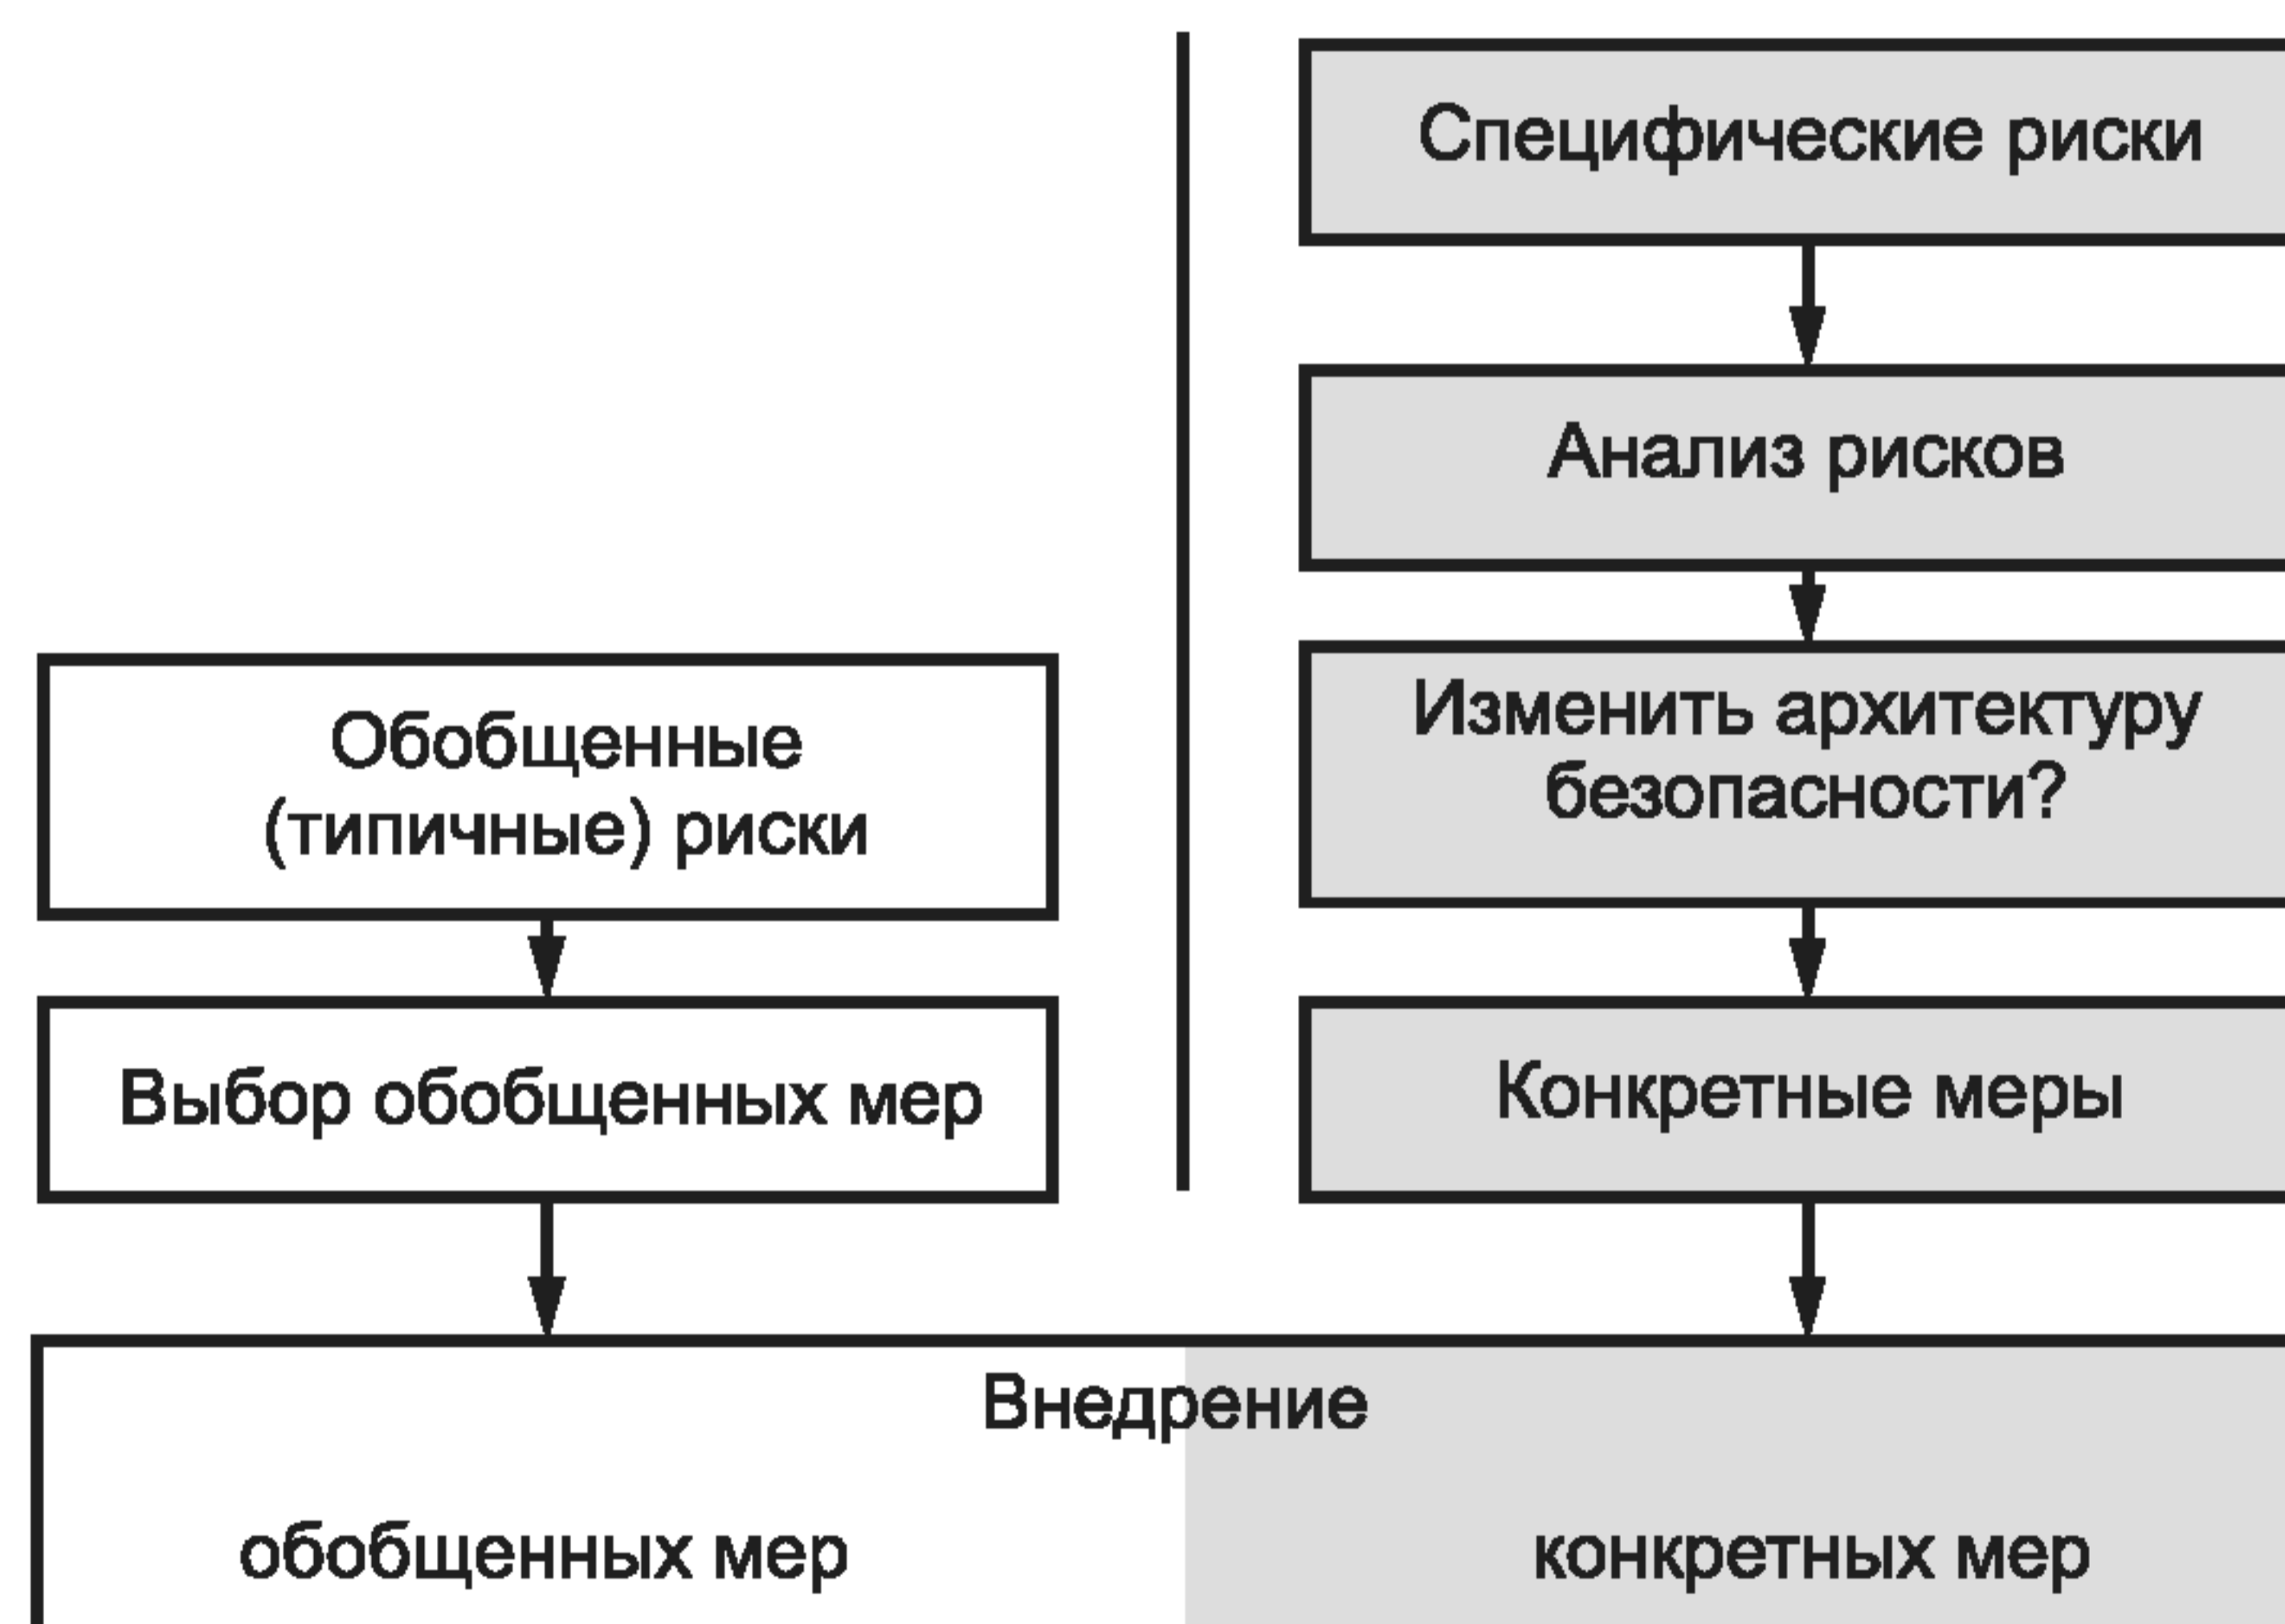 Специфические риски
Анализ рисков
Изменить архитектуру
безопасности?
Обобщенные
(типичные) риски
Выбор обобщенных мер
Конкретные меры
Внедрение
обобщенных мер
конкретных мер